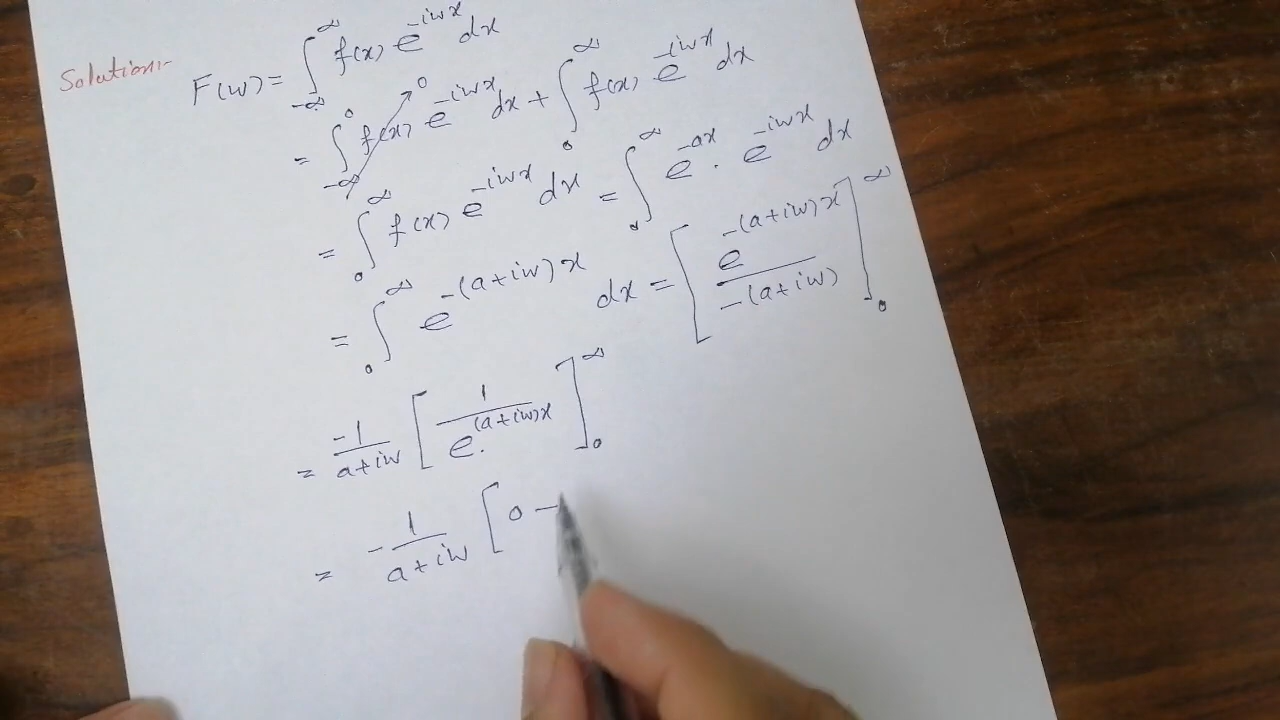 Solution:- F(w) = ∫_{-∞}^{∞} f(x) e^{-iwx} dx
= ∫_{-∞}^{0} f(x) e^{-iwx} dx + ∫_{0}^{∞} f(x) e^{-iwx} dx
= ∫_{0}^{∞} f(x) e^{-iwx} dx = ∫_{0}^{∞} e^{-ax} . e^{-iwx} dx
= ∫_{0}^{∞} e^{-(a+iw)x} dx = [ e^{-(a+iw)x} / -(a+iw) ]_{0}^{∞}
= -1/(a+iw) [ 1/e^{(a+iw)x} ]_{0}^{∞}
= -1/(a+iw) [ 0 -